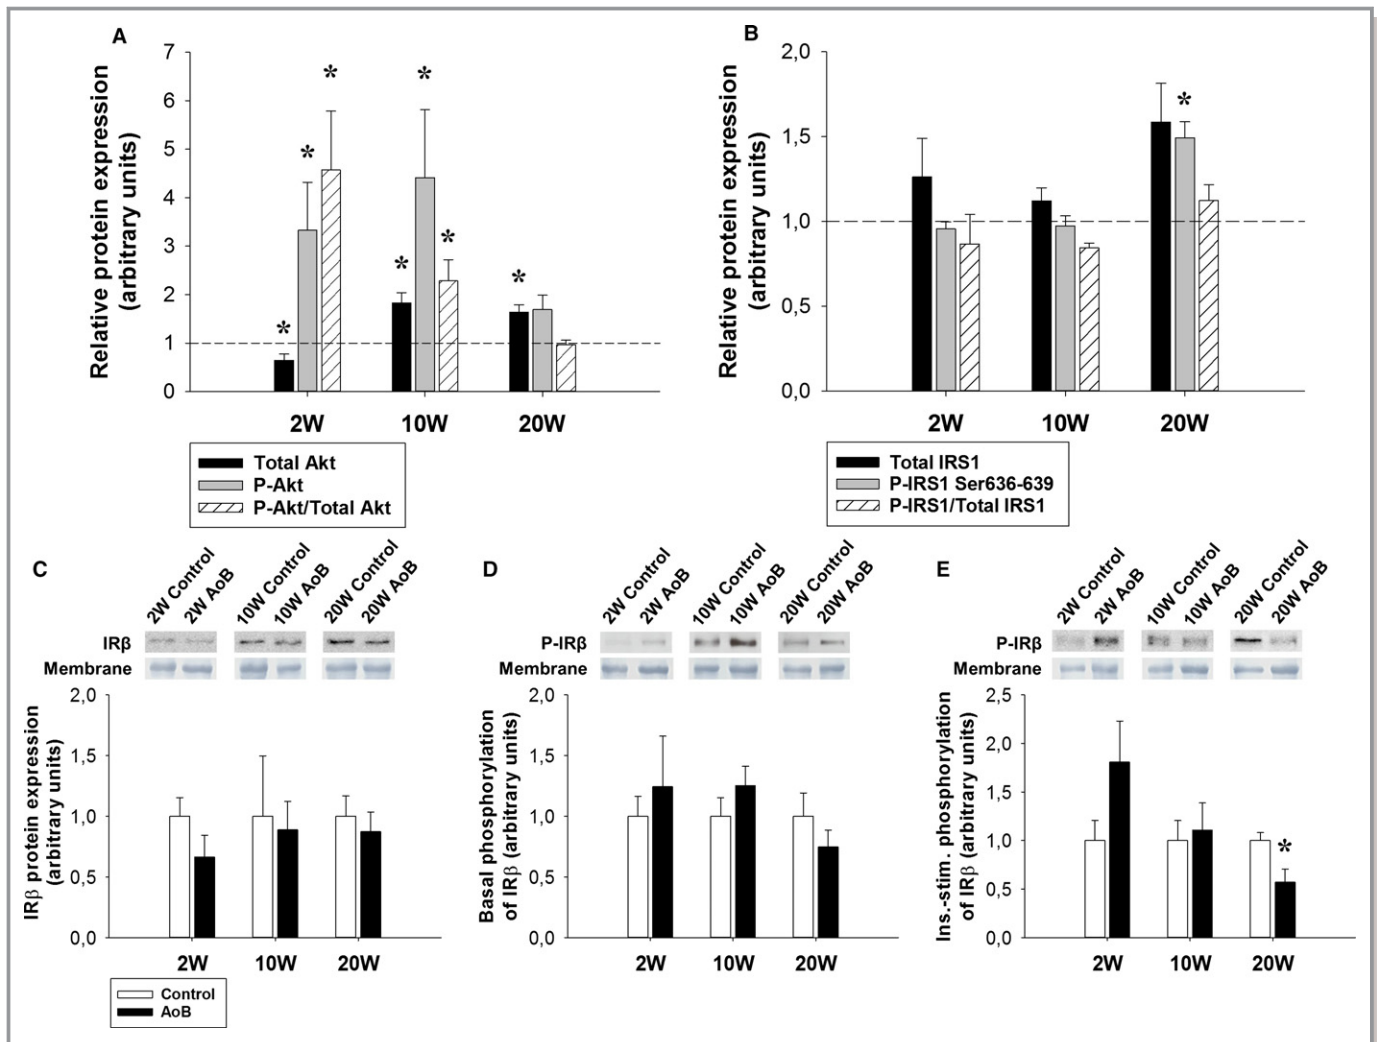 A
Relative protein expression
(arbitrary units)
7
6
5
4
3
2
1
0
*
*
*
*
*
*
*
2W
10W
20W
Total Akt
P-Akt
P-Akt/Total Akt
B
Relative protein expression
(arbitrary units)
2,0
1,5
1,0
0,5
0,0
*
2W
10W
20W
Total IRS1
P-IRS1 Ser636-639
P-IRS1/Total IRS1
C
2W Control
2W AoB
10W Control
10W AoB
20W Control
20W AoB
IRβ
Membrane
IRβ protein expression
(arbitrary units)
2,0
1,5
1,0
0,5
0,0
2W
10W
20W
Control
AoB
D
2W Control
2W AoB
10W Control
10W AoB
20W Control
20W AoB
P-IRβ
Membrane
Basal phosphorylation
of IRβ (arbitrary units)
2,0
1,5
1,0
0,5
0,0
2W
10W
20W
E
2W Control
2W AoB
10W Control
10W AoB
20W Control
20W AoB
P-IRβ
Membrane
Ins.-stim. phosphorylation
of IRβ (arbitrary units)
2,5
2,0
1,5
1,0
0,5
0,0
*
2W
10W
20W